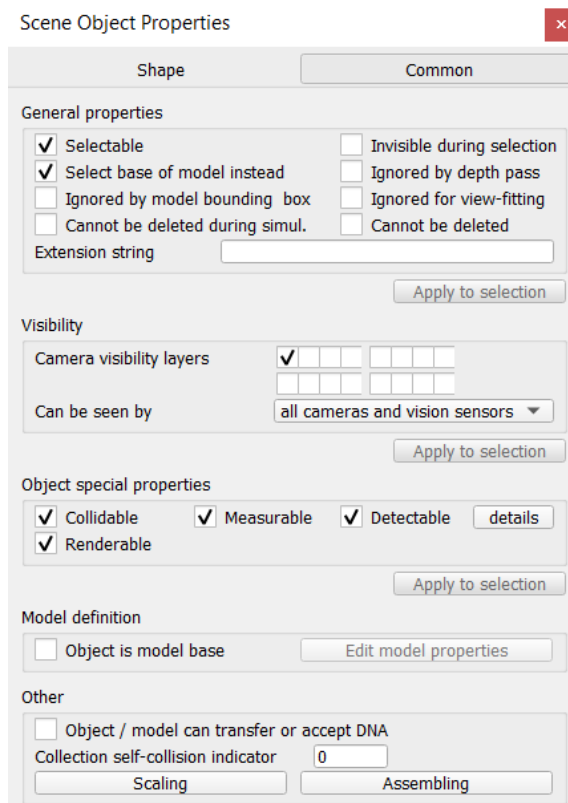 Scene Object Properties
Shape Common
General properties
Selectable Invisible during selection
Select base of model instead Ignored by depth pass
Ignored by model bounding box Ignored for view-fitting
Cannot be deleted during simul. Cannot be deleted
Extension string
Apply to selection
Visibility
Camera visibility layers
Can be seen by all cameras and vision sensors
Apply to selection
Object special properties
Collidable Measurable Detectable details
Renderable
Apply to selection
Model definition
Object is model base Edit model properties
Other
Object / model can transfer or accept DNA
Collection self-collision indicator 0
Scaling Assembling